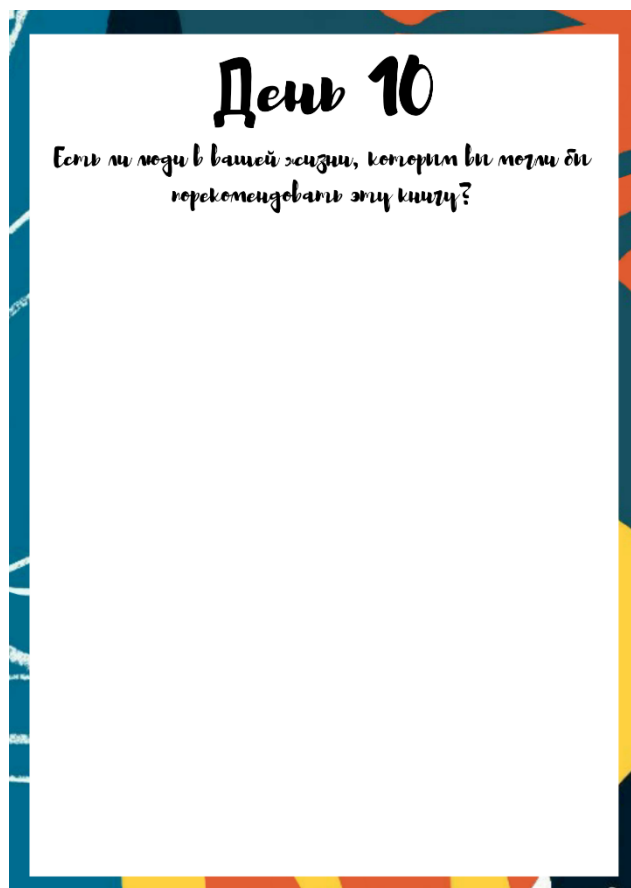 День 10
Есть ли люди в вашей жизни, которым вы могли бы
порекомендовать эту книгу?